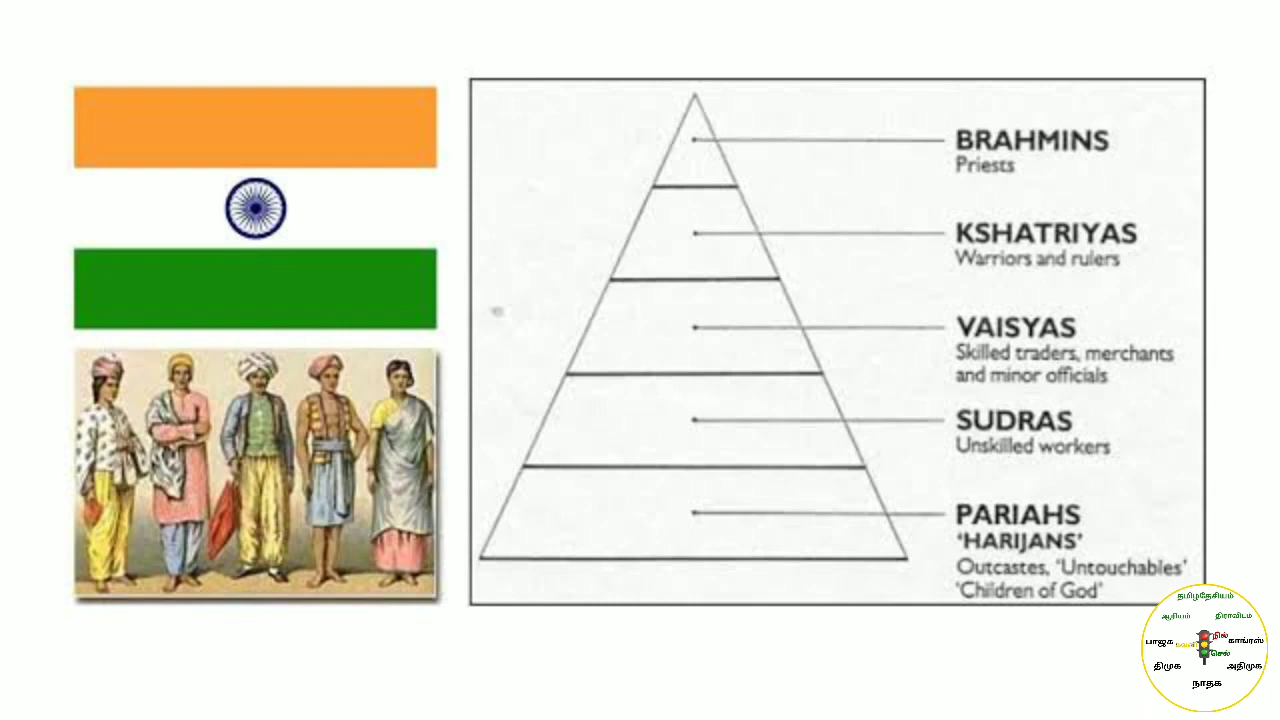 BRAHMINS
Priests
KSHATRIYAS
Warriors and rulers
VAISYAS
Skilled traders, merchants
and minor officials
SUDRAS
Unskilled workers
PARIAHS
‘HARIJANS’
Outcastes, ‘Untouchables’
‘Children of God’
தமிழ்தேசியம்
ஆரியம் திராவிடம்
பாஜக நில் காங்ரஸ்
செல்
திமுக அதிமுக
நாதக